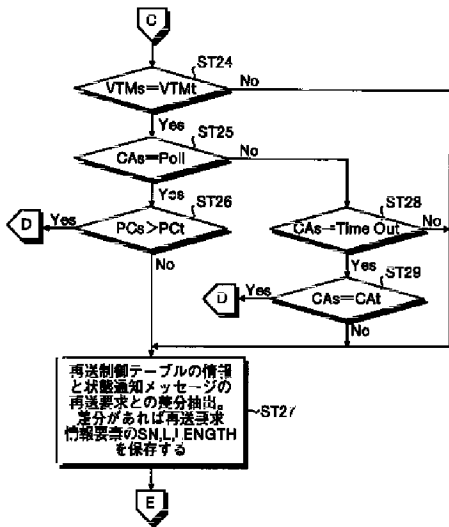 C
ST24
VTMs=VTMt
No
Yes
ST25
CAs=Poll
No
Yes
ST26
ST28
D
Yes
PCs>PCt
CAs=Time Out
No
No
Yes
ST29
D
Yes
CAs=CAt
No
再送制御テーブルの情報
と状態通知メッセージの
再送要求との差分抽出。
差分があれば再送要求
情報要素のSN,L,LENGTH
を保存する
ST27
E